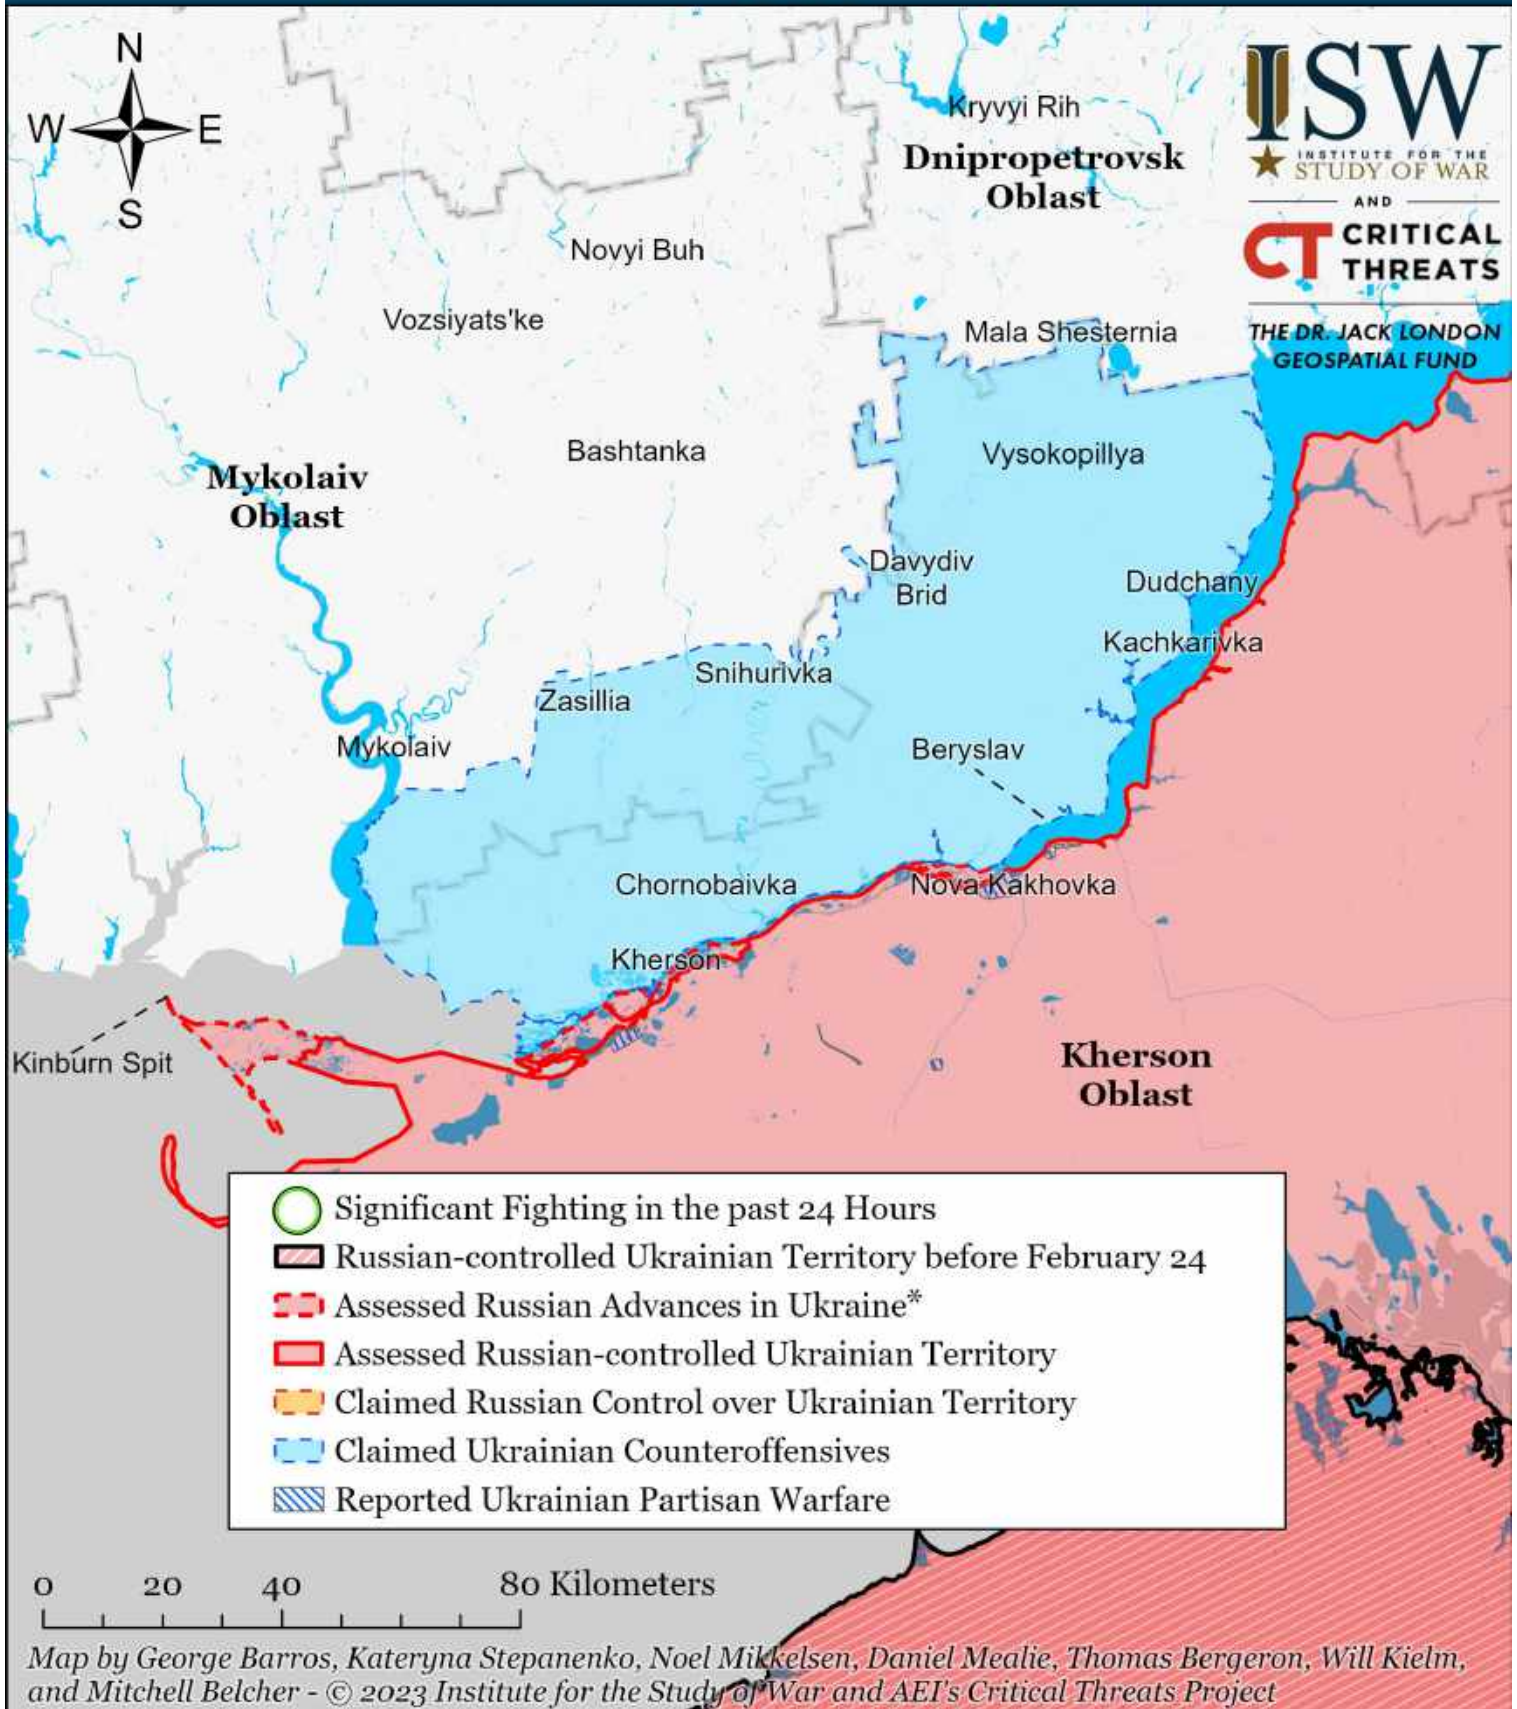 N
W E
S
ISW
INSTITUTE FOR THE
STUDY OF WAR
AND
CT CRITICAL
THREATS
THE DR. JACK LONDON
GEOSPATIAL FUND
Kryvyi Rih
Dnipropetrovsk
Oblast
Novyi Buh
Vozsiyats'ke
Mala Shesternia
Bashtanka
Vysokopillya
Mykolaiv
Oblast
Davydiv
Brid
Dudchany
Kachkarivka
Snihurivka
Zasillia
Mykolaiv
Beryslav
Chornobaivka
Nova Kakhovka
Kherson
Kinburn Spit
Kherson
Oblast
Significant Fighting in the past 24 Hours
Russian-controlled Ukrainian Territory before February 24
Assessed Russian Advances in Ukraine*
Assessed Russian-controlled Ukrainian Territory
Claimed Russian Control over Ukrainian Territory
Claimed Ukrainian Counteroffensives
Reported Ukrainian Partisan Warfare
0 20 40 80 Kilometers
Map by George Barros, Kateryna Stepanenko, Noel Mikkelsen, Daniel Mealie, Thomas Bergeron, Will Kielm,
and Mitchell Belcher - © 2023 Institute for the Study of War and AEI's Critical Threats Project